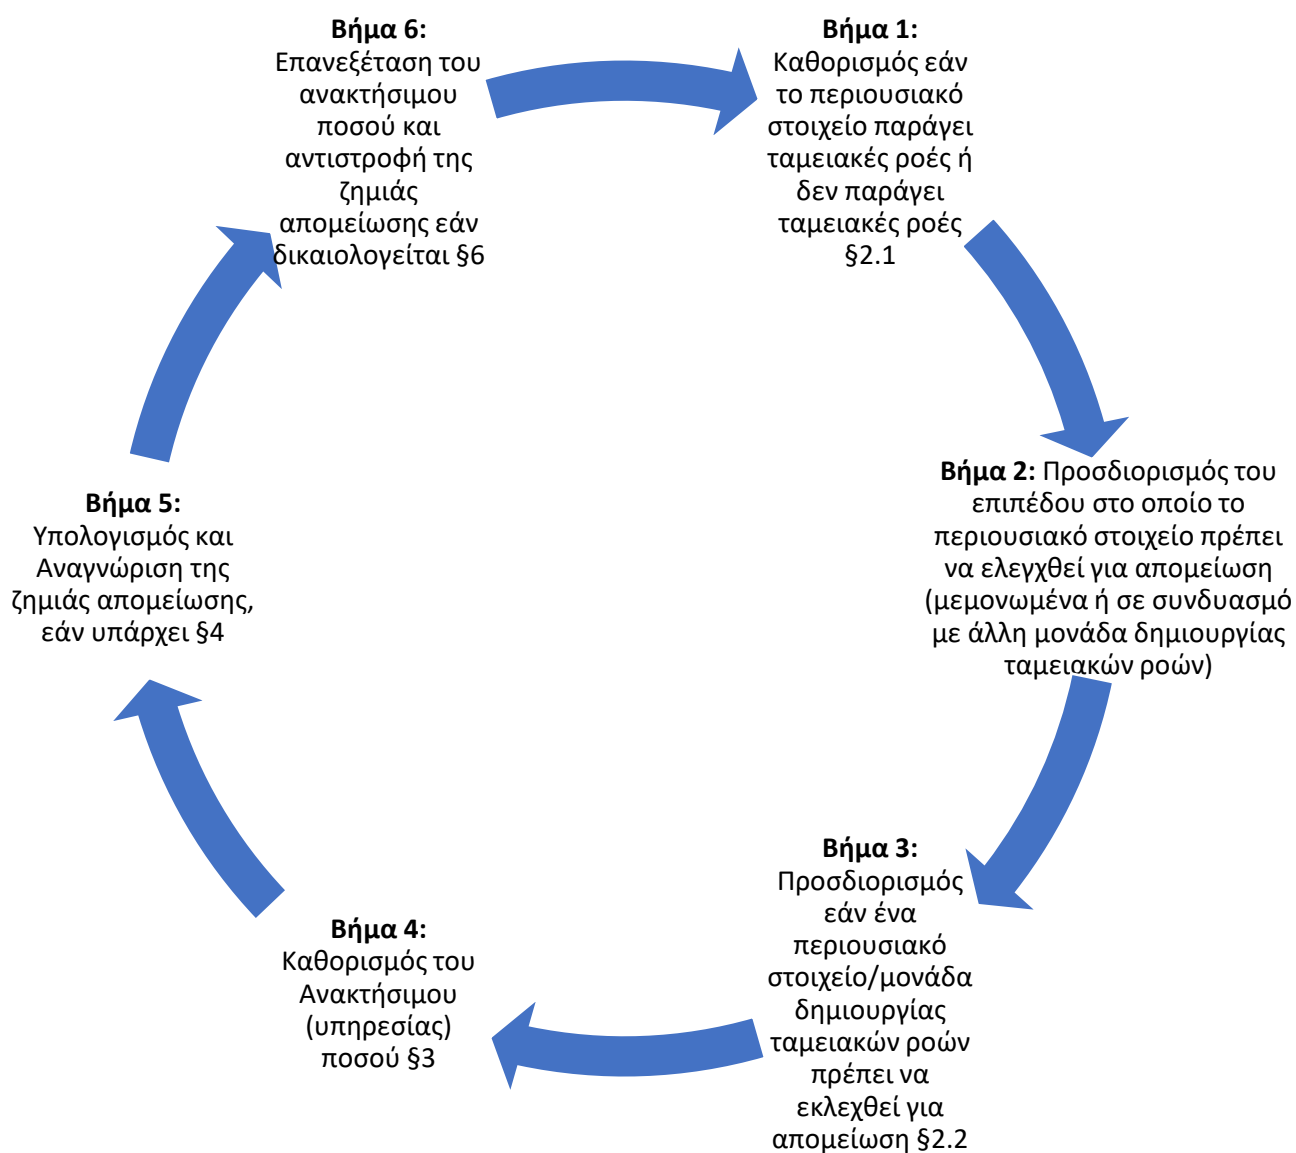 Βήμα 1:
Καθορισμός εάν
το περιουσιακό
στοιχείο παράγει
ταμειακές ροές ή
δεν παράγει
ταμειακές ροές
§2.1
Βήμα 2: Προσδιορισμός του
επιπέδου στο οποίο το
περιουσιακό στοιχείο πρέπει
να ελεγχθεί για απομείωση
(μεμονωμένα ή σε συνδυασμό
με άλλη μονάδα δημιουργίας
ταμειακών ροών)
Βήμα 3:
Προσδιορισμός
εάν ένα
περιουσιακό
στοιχείο/μονάδα
δημιουργίας
ταμειακών ροών
πρέπει να
εκλεχθεί για
απομείωση §2.2
Βήμα 4:
Καθορισμός του
Ανακτήσιμου
(υπηρεσίας)
ποσού §3
Βήμα 5:
Υπολογισμός και
Αναγνώριση της
ζημιάς απομείωσης,
εάν υπάρχει §4
Βήμα 6:
Επανεξέταση του
ανακτήσιμου
ποσού και
αντιστροφή της
ζημιάς
απομείωσης εάν
δικαιολογείται §6